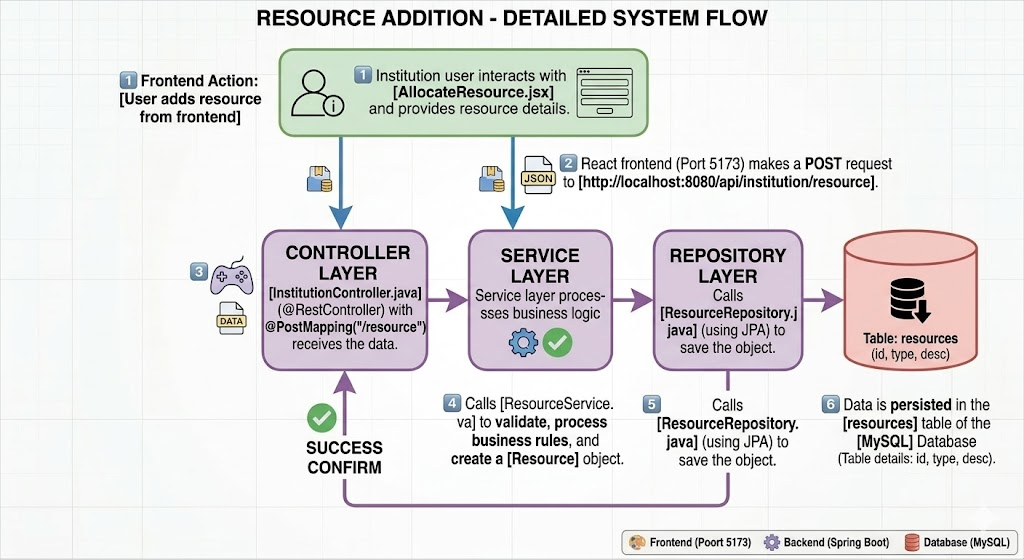 RESOURCE ADDITION - DETAILED SYSTEM FLOW
1 Frontend Action:
[User adds resource
from frontend]
1 Institution user interacts with
[AllocateResource.jsx]
and provides resource details.
2 React frontend (Port 5173) makes a POST request
to [http://localhost:8080/api/institution/resource].
JSON
3
DATA
CONTROLLER
LAYER
[InstitutionController.java]
(@RestController) with
@PostMapping("/resource")
receives the data.
SERVICE
LAYER
Service layer proces-
sses business logic
REPOSITORY
LAYER
Calls
[ResourceRepository.j
java] (using JPA) to
save the object.
Table: resources
(id, type, desc)
SUCCESS
CONFIRM
4 Calls [ResourceService.
va] to validate, process
business rules, and
create a [Resource] object.
5 Calls
[ResourceRepository.
java] (using JPA) to
save the object.
6 Data is persisted in the
[resources] table of the
[MySQL] Database
(Table details: id, type, desc).
Frontend (Poort 5173) Backend (Spring Boot) Database (MySQL)